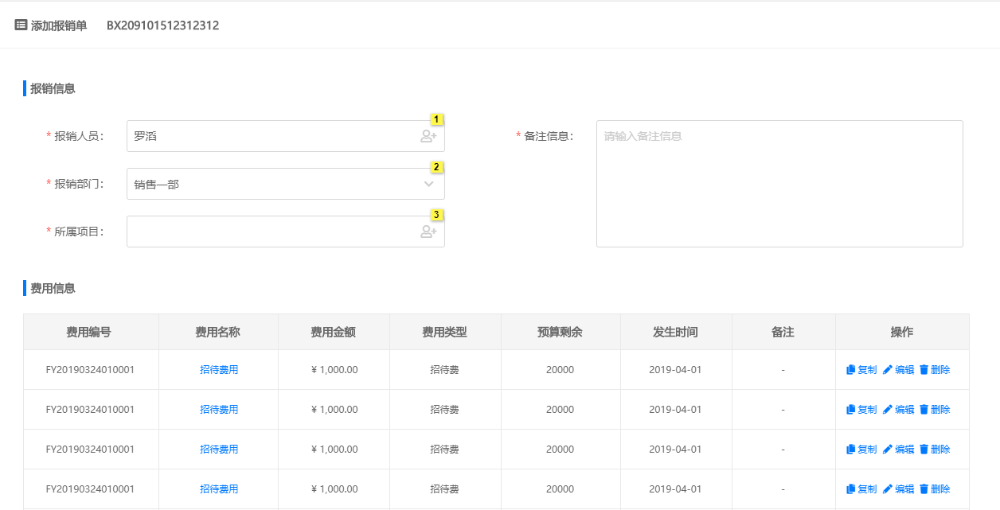 添加报销单 BX209101512312312
报销信息
1
* 报销人员: 罗滔
* 备注信息: 请输入备注信息
2
* 报销部门: 销售一部
3
* 所属项目:
费用信息
费用编号 费用名称 费用金额 费用类型 预算剩余 发生时间 备注 操作
FY20190324010001 招待费用 ¥ 1,000.00 招待费 20000 2019-04-01 - 复制 编辑 删除
FY20190324010001 招待费用 ¥ 1,000.00 招待费 20000 2019-04-01 - 复制 编辑 删除
FY20190324010001 招待费用 ¥ 1,000.00 招待费 20000 2019-04-01 - 复制 编辑 删除
FY20190324010001 招待费用 ¥ 1,000.00 招待费 20000 2019-04-01 - 复制 编辑 删除